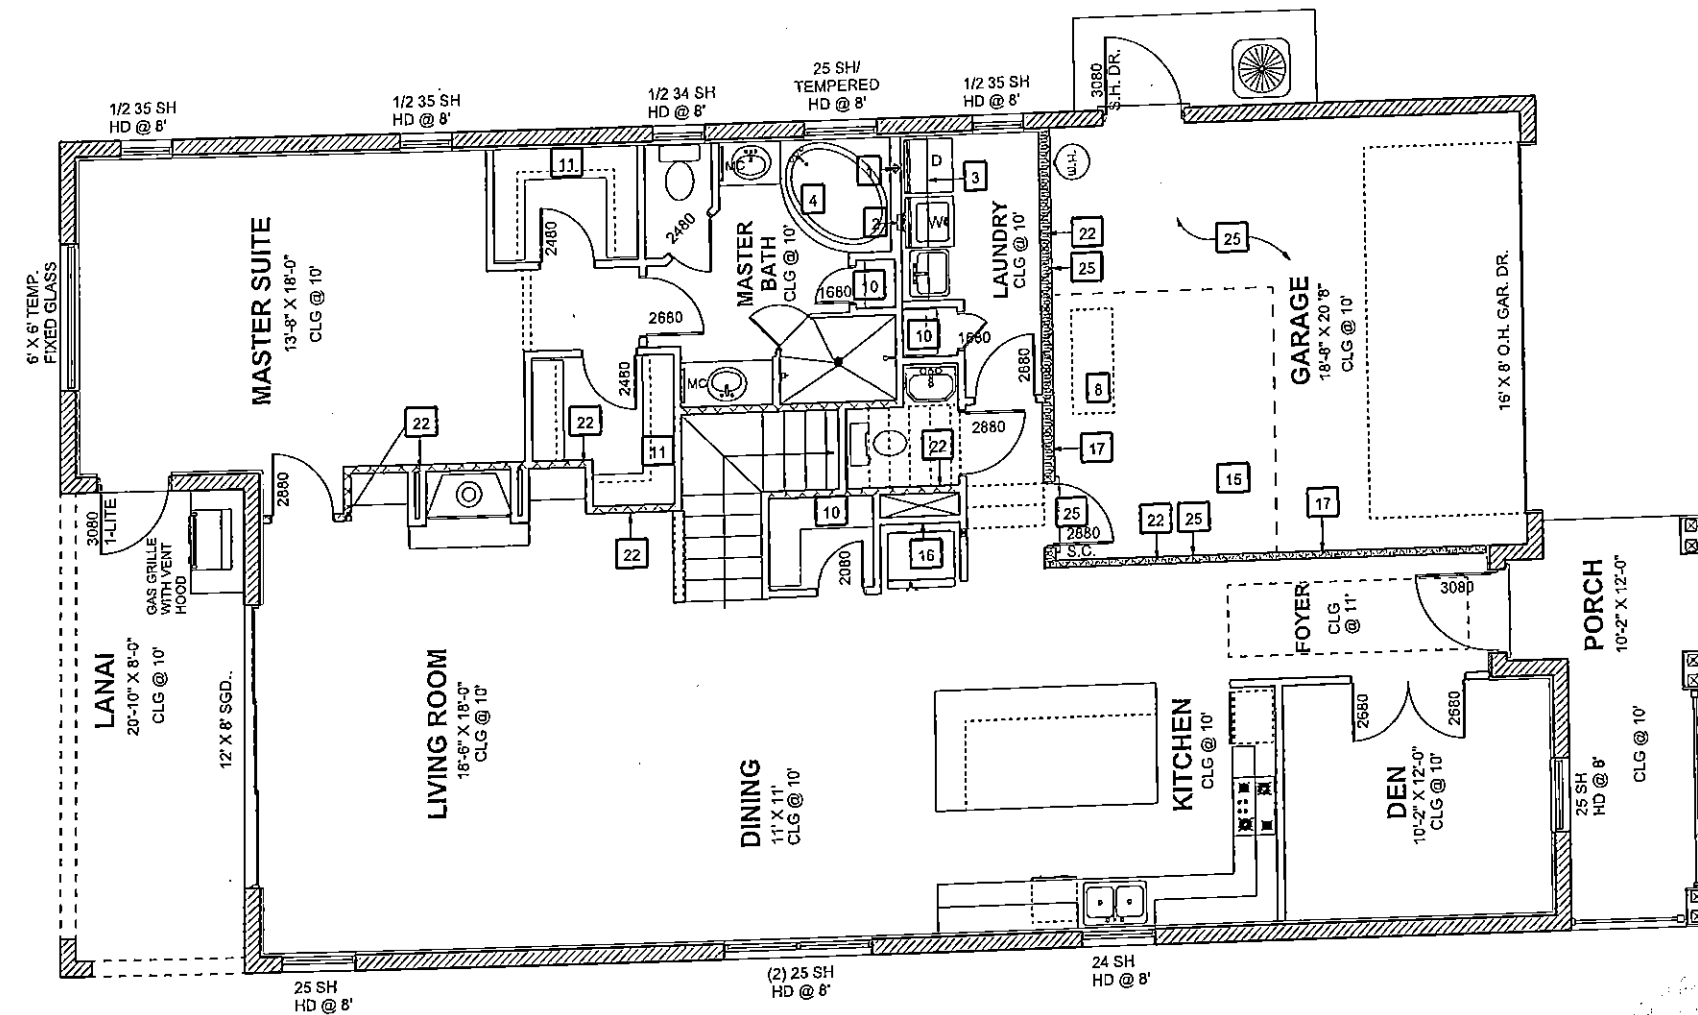 1/2 35 SH
HD @ 8'
1/2 35 SH
HD @ 8'
1/2 34 SH
HD @ 8'
25 SH/
TEMPERED
HD @ 8'
1/2 35 SH
HD @ 8'
3080
S.H. DR.
6' X 6' TEMP.
FIXED GLASS
MASTER SUITE
13'-8" X 18'-0"
CLG @ 10'
11
2480
2480
MC
4
1
2
D
W
3
MASTER
BATH
CLG @ 10'
1680
10
2680
LAUNDRY
CLG @ 10'
W.H.
22
25
25
GARAGE
18'-8" X 20'8"
CLG @ 10'
16' X 8' O.H. GAR. DR.
10
1680
2680
8
2480
MC
22
22
11
2880
22
17
15
2880
3080
1-LITE
GAS GRILLE
WITH VENT
HOOD
22
10
2080
16
25
2880
S.C.
22
25
17
LANAI
20'-10" X 8'-0"
CLG @ 10'
12' X 8' SGD..
LIVING ROOM
18'-6" X 18'-0"
CLG @ 10'
DINING
11' X 11'
CLG @ 10'
KITCHEN
CLG @ 10'
FOYER
CLG
@ 11'
3080
PORCH
10'-2" X 12'-0"
2680
2680
DEN
10'-2" X 12'-0"
CLG @ 10'
25 SH
HD @ 8'
CLG @ 10'
25 SH
HD @ 8'
(2) 25 SH
HD @ 8'
24 SH
HD @ 8'